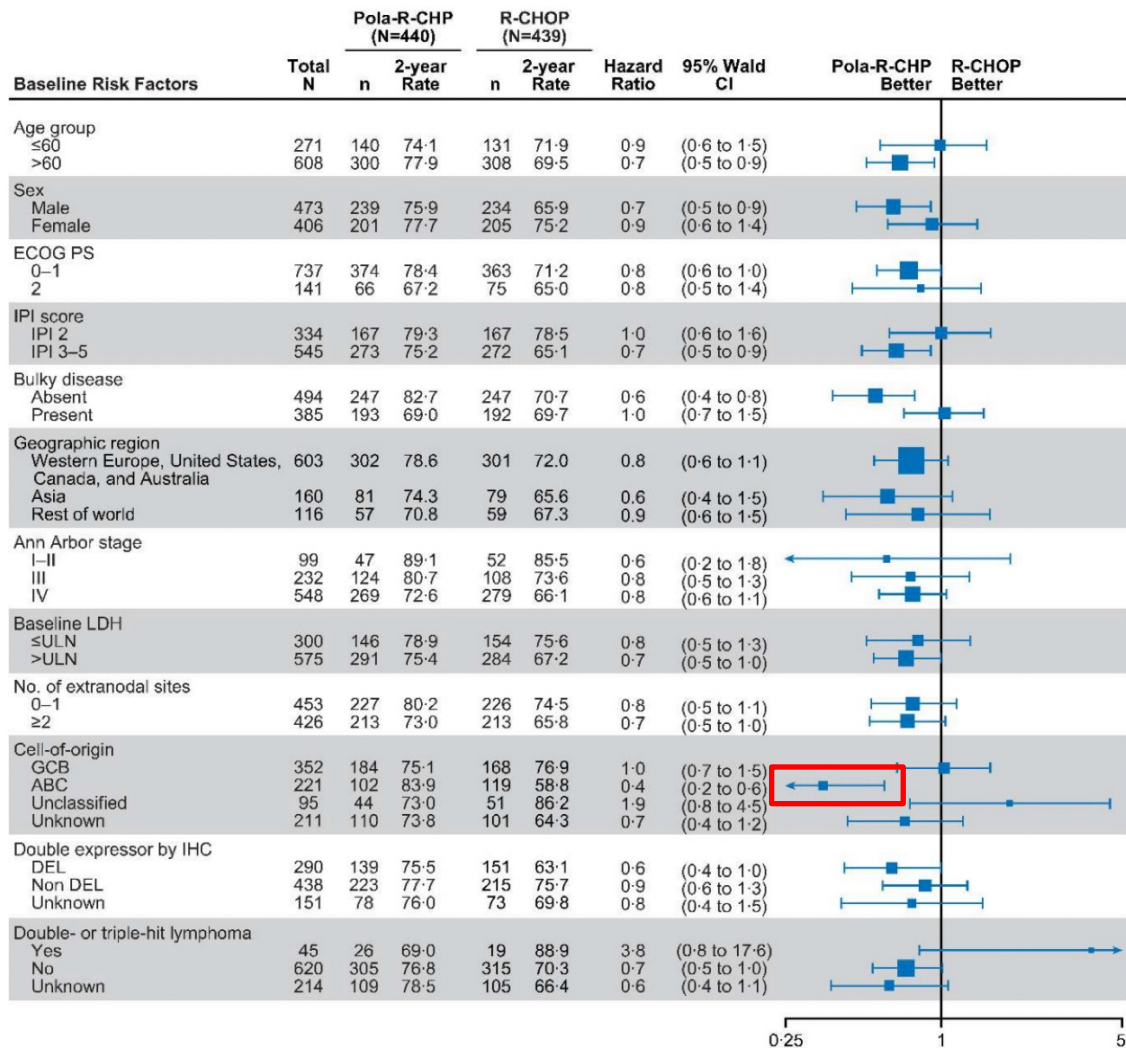 Pola-R-CHP R-CHOP
(N=440) (N=439)
Total 2-year 2-year Hazard 95% Wald Pola-R-CHP R-CHOP
Baseline Risk Factors N n Rate n Rate Ratio CI Better Better
Age group
≤60 271 140 74·1 131 71·9 0·9 (0·6 to 1·5)
>60 608 300 77·9 308 69·5 0·7 (0·5 to 0·9)
Sex
Male 473 239 75·9 234 65·9 0·7 (0·5 to 0·9)
Female 406 201 77·7 205 75·2 0·9 (0·6 to 1·4)
ECOG PS
0–1 737 374 78·4 363 71·2 0·8 (0·6 to 1·0)
2 141 66 67·2 75 65·0 0·8 (0·5 to 1·4)
IPI score
IPI 2 334 167 79·3 167 78·5 1·0 (0·6 to 1·6)
IPI 3–5 545 273 75·2 272 65·1 0·7 (0·5 to 0·9)
Bulky disease
Absent 494 247 82·7 247 70·7 0·6 (0·4 to 0·8)
Present 385 193 69·0 192 69·7 1·0 (0·7 to 1·5)
Geographic region
Western Europe, United States, 603 302 78.6 301 72.0 0.8 (0·6 to 1·1)
Canada, and Australia
Asia 160 81 74.3 79 65.6 0.6 (0·4 to 1·5)
Rest of world 116 57 70.8 59 67.3 0.9 (0·6 to 1·5)
Ann Arbor stage
I–II 99 47 89·1 52 85·5 0·6 (0·2 to 1·8)
III 232 124 80·7 108 73·6 0·8 (0·5 to 1·3)
IV 548 269 72·6 279 66·1 0·8 (0·6 to 1·1)
Baseline LDH
≤ULN 300 146 78·9 154 75·6 0·8 (0·5 to 1·3)
>ULN 575 291 75·4 284 67·2 0·7 (0·5 to 1·0)
No. of extranodal sites
0–1 453 227 80·2 226 74·5 0·8 (0·5 to 1·1)
≥2 426 213 73·0 213 65·8 0·7 (0·5 to 1·0)
Cell-of-origin
GCB 352 184 75·1 168 76·9 1·0 (0·7 to 1·5)
ABC 221 102 83·9 119 58·8 0·4 (0·2 to 0·6)
Unclassified 95 44 73·0 51 86·2 1·9 (0·8 to 4·5)
Unknown 211 110 73·8 101 64·3 0·7 (0·4 to 1·2)
Double expressor by IHC
DEL 290 139 75·5 151 63·1 0·6 (0·4 to 1·0)
Non DEL 438 223 77·7 215 75·7 0·9 (0·6 to 1·3)
Unknown 151 78 76·0 73 69·8 0·8 (0·4 to 1·5)
Double- or triple-hit lymphoma
Yes 45 26 69·0 19 88·9 3·8 (0·8 to 17·6)
No 620 305 76·8 315 70·3 0·7 (0·5 to 1·0)
Unknown 214 109 78·5 105 66·4 0·6 (0·4 to 1·1)
0·25 1 5